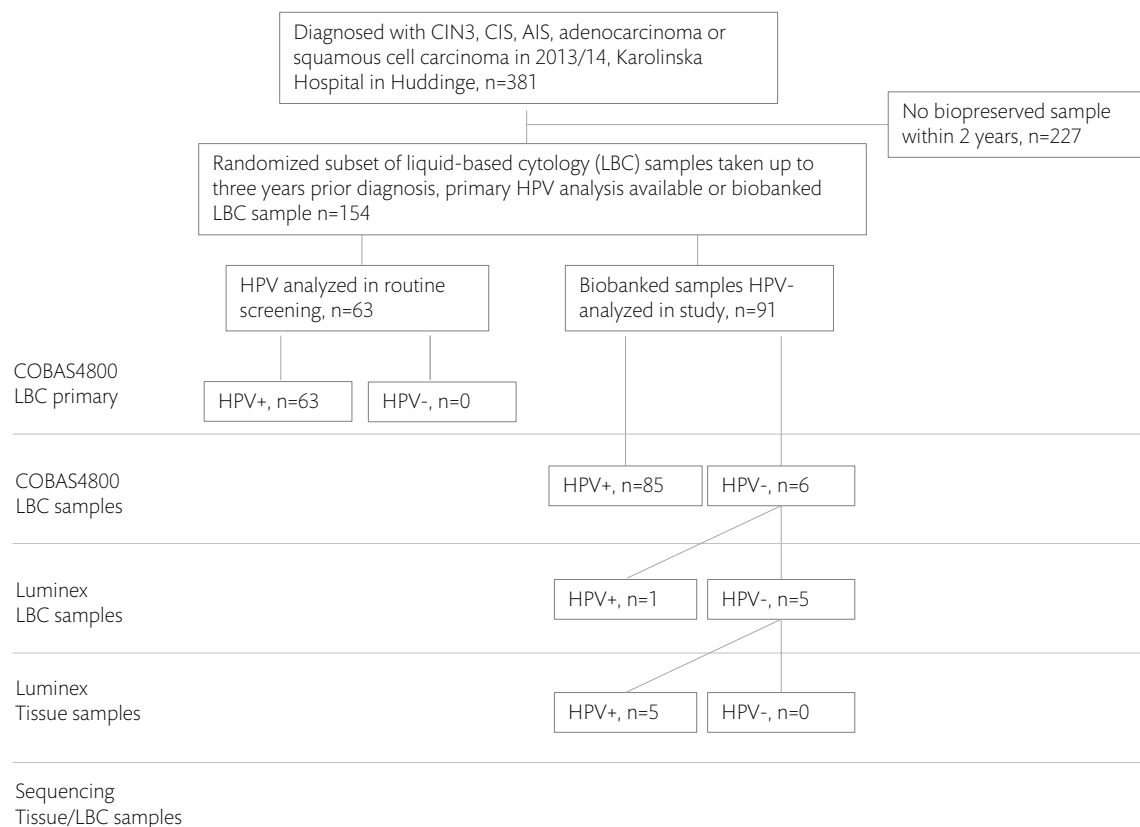 Diagnosed with CIN3, CIS, AIS, adenocarcinoma or
squamous cell carcinoma in 2013/14, Karolinska
Hospital in Huddinge, n=381
No biopreserved sample
within 2 years, n=227
Randomized subset of liquid-based cytology (LBC) samples taken up to
three years prior diagnosis, primary HPV analysis available or biobanked
LBC sample n=154
HPV analyzed in routine
screening, n=63
Biobanked samples HPV-
analyzed in study, n=91
COBAS4800
LBC primary
HPV+, n=63
HPV-, n=0
COBAS4800
LBC samples
HPV+, n=85
HPV-, n=6
Luminex
LBC samples
HPV+, n=1
HPV-, n=5
Luminex
Tissue samples
HPV+, n=5
HPV-, n=0
Sequencing
Tissue/LBC samples